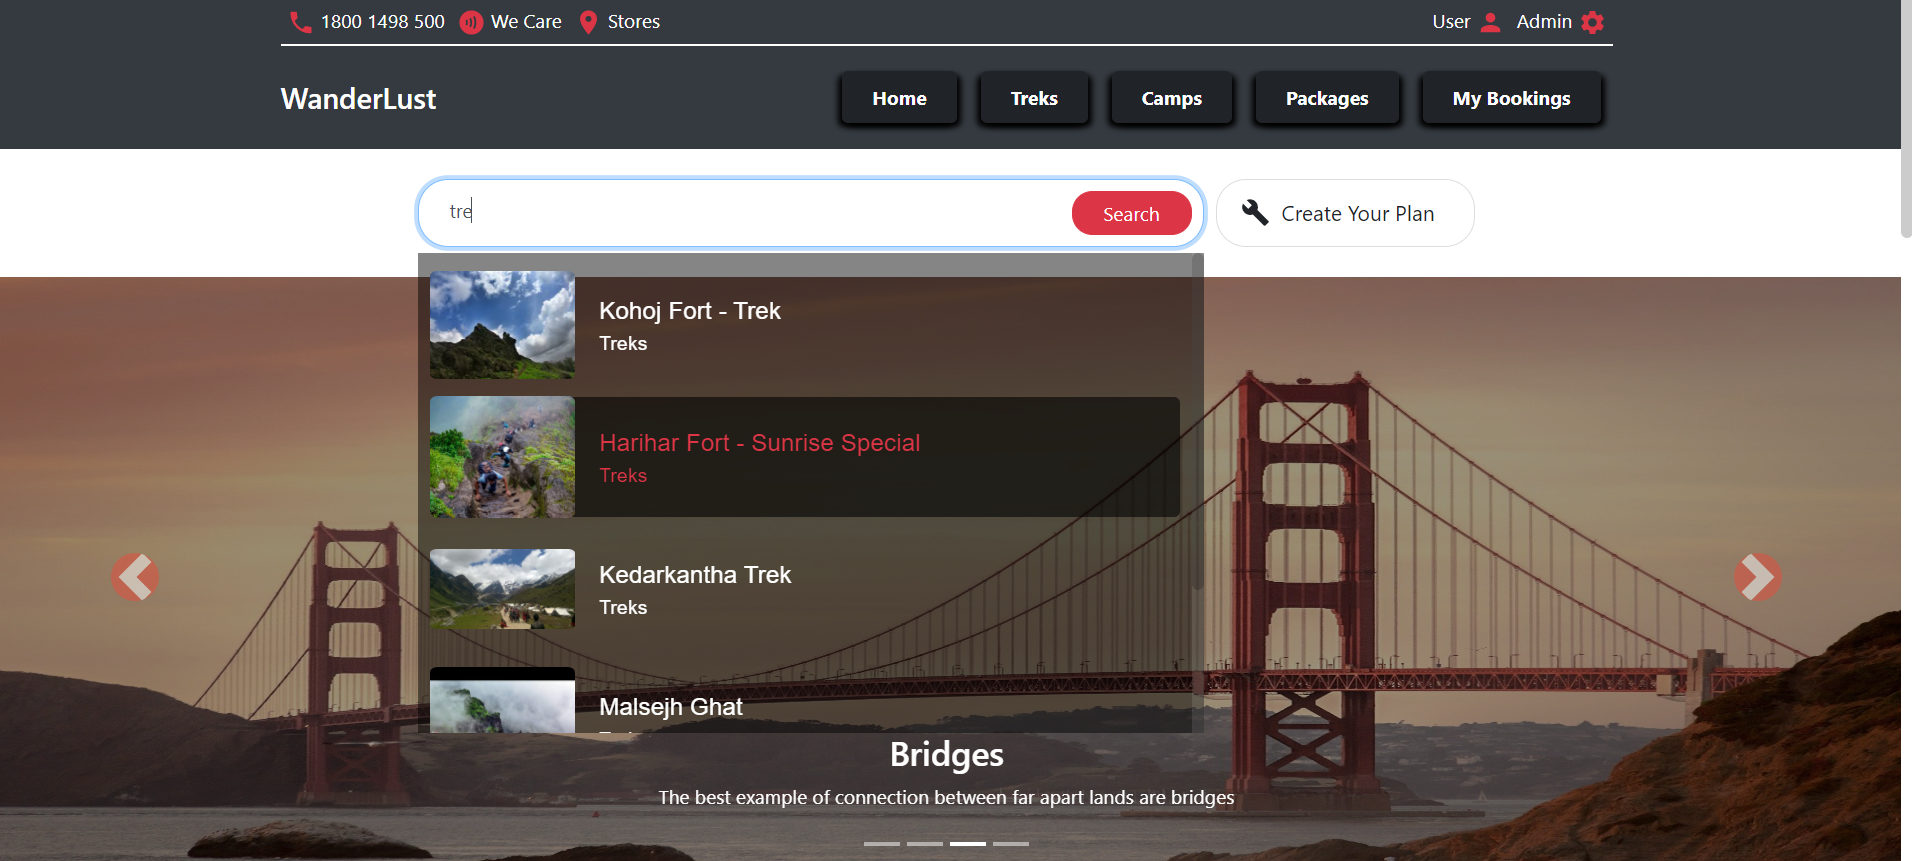 1800 1498 500 We Care Stores User Admin
WanderLust Home Treks Camps Packages My Bookings
tre Search Create Your Plan
Kohoj Fort - Trek
Treks
Harihar Fort - Sunrise Special
Treks
Kedarkantha Trek
Treks
Malsejh Ghat
Bridges
The best example of connection between far apart lands are bridges